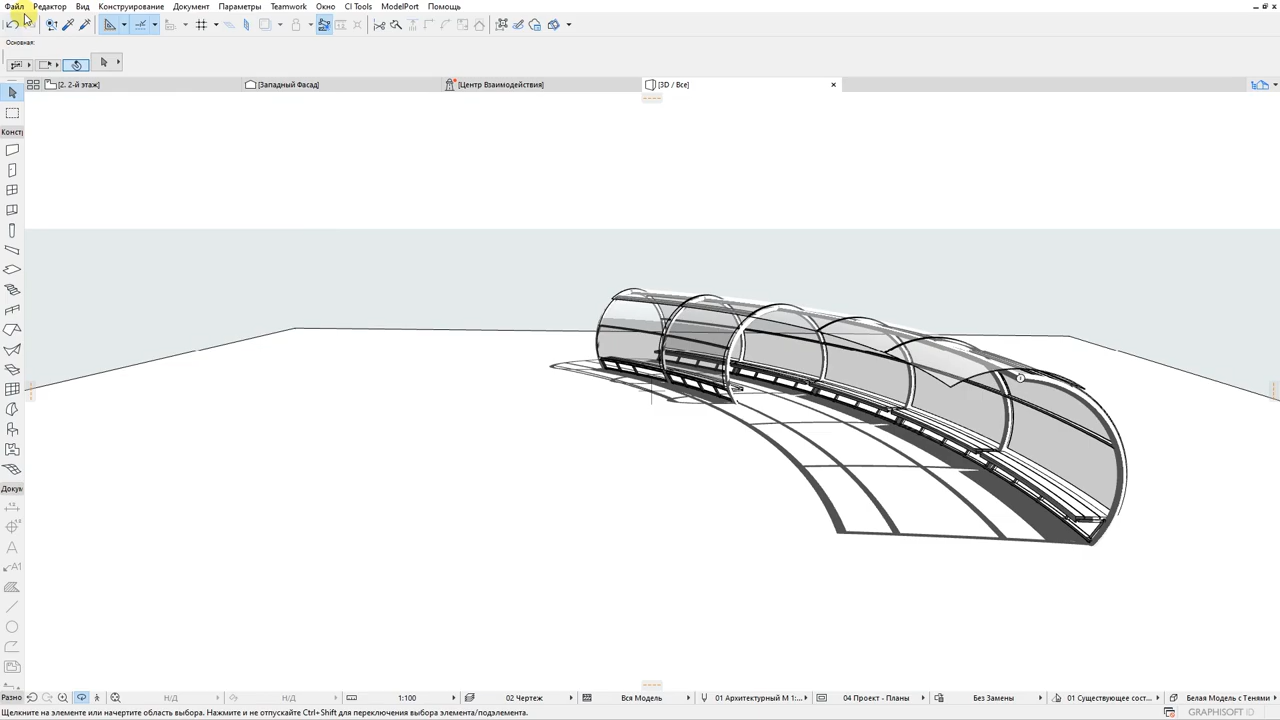 Файл Редактор Вид Конструирование Документ Параметры Teamwork Окно CI Tools ModelPort Помощь
Основная:
[2. 2-й этаж] [Западный Фасад] [Центр Взаимодействия] [3D / Все]
Конст
Докум
A
A1
Разно Н/Д Н/Д 1:100 02 Чертеж Вся Модель 01 Архитектурный М 1:... 04 Проект - Планы Без Замены 01 Существующее сост... Белая Модель с Тенями
Щелкните на элементе или начертите область выбора. Нажмите и не отпускайте Ctrl+Shift для переключения выбора элемента/подэлемента. GRAPHISOFT ID